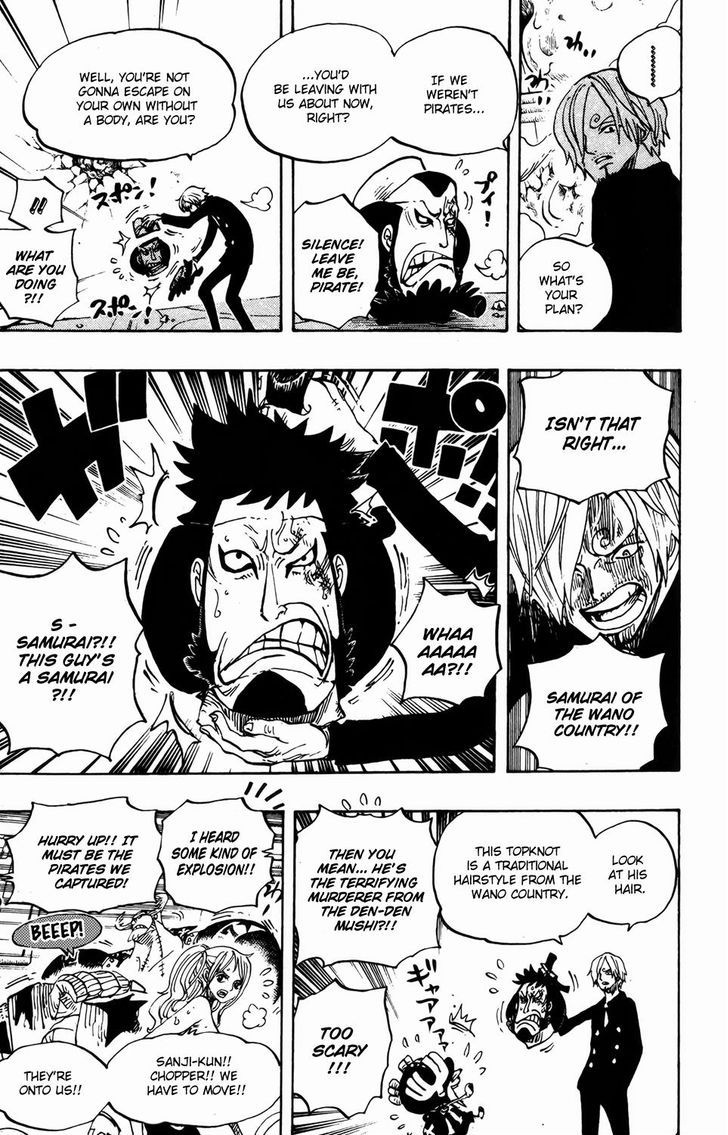 ...........
わ
わ
SO
WHAT'S
YOUR
PLAN?
IF WE
WEREN'T
PIRATES...
...YOU'D
BE LEAVING WITH
US ABOUT NOW,
RIGHT?
プイ!
SILENCE!
LEAVE
ME BE,
PIRATE!
WELL, YOU'RE NOT
GONNA ESCAPE ON
YOUR OWN WITHOUT
A BODY, ARE YOU?
スポン!
スポン!
!!
WHAT
ARE YOU
DOING
?!!
ISN'T THAT
RIGHT...
SAMURAI OF
THE WANO
COUNTRY!!
WHAA
AAAAAA
AA?!!
S -
SAMURAI?!!
THIS GUY'S
A SAMURAI
?!!
LOOK
AT HIS
HAIR.
THIS TOPKNOT
IS A TRADITIONAL
HAIRSTYLE FROM THE
WANO COUNTRY.
THEN YOU
MEAN... HE'S
THE TERRIFYING
MURDERER FROM
THE DEN-DEN
MUSHI?!!
ギャアアアア
TOO
SCARY
!!!
I HEARD
SOME KIND OF
EXPLOSION!!
HURRY UP!! IT
MUST BE THE
PIRATES WE
CAPTURED!
BEEEP!
SANJI-KUN!!
CHOPPER!! WE
HAVE TO MOVE!!
THEY'RE
ONTO US!!